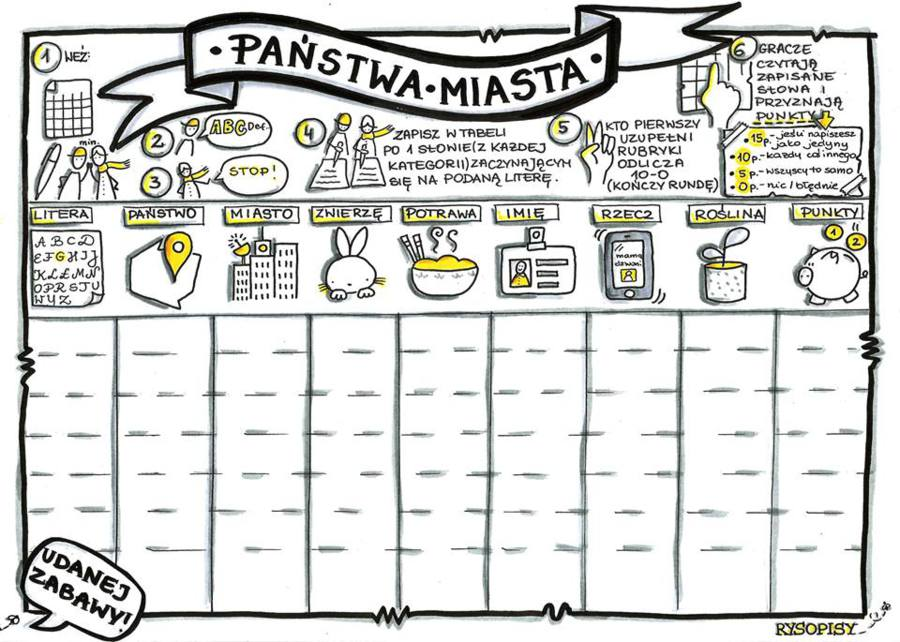 PAŃSTWA·MIASTA·
1 WEŹ:
min.
2
ABCDef..
3
STOP!
4
ZAPISZ W TABELI
PO 1 SŁOWIE (Z KAŻDEJ
KATEGORII) ZACZYNAJĄCYM
SIĘ NA PODANĄ LITERĘ.
5
KTO PIERWSZY
UZUPEŁNI
RUBRYKI
ODLICZA
10-0
(KOŃCZY RUNDĘ)
6 GRACZE
CZYTAJĄ
ZAPISANE
SŁOWA I
PRZYZNAJĄ
PUNKTY
15p.-jeśli napiszesz
jako jedyny
10p.-każdy coś innego
5 p.-wszyscy to samo
0p.-nic/błędnie
LITERA
PAŃSTWO
MIASTO
ZWIERZĘ
POTRAWA
IMIĘ
RZECZ
ROŚLINA
PUNKTY
A B C D
E F G H I J
K L Ł M N
O P R S T U
W Y Z
mama
dzwoni
1
2
UDANEJ
ZABAWY!
RYSOPISY